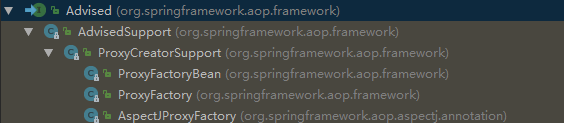 Advised (org.springframework.aop.framework)
AdvisedSupport (org.springframework.aop.framework)
ProxyCreatorSupport (org.springframework.aop.framework)
ProxyFactoryBean (org.springframework.aop.framework)
ProxyFactory (org.springframework.aop.framework)
AspectJProxyFactory (org.springframework.aop.aspectj.annotation)